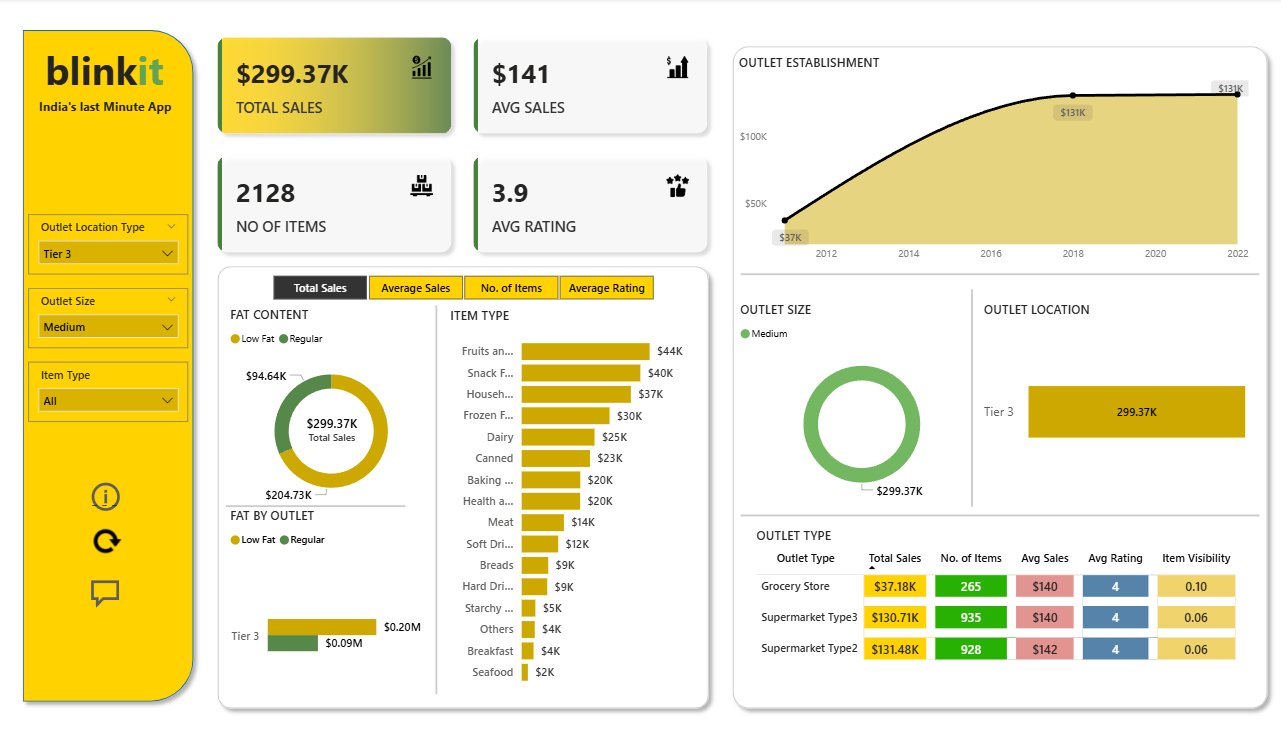 blinkit
India's last Minute App
Outlet Location Type
Tier 3
Outlet Size
Medium
Item Type
All
$299.37K
TOTAL SALES
$141
AVG SALES
2128
NO OF ITEMS
3.9
AVG RATING
Total Sales
Average Sales
No. of Items
Average Rating
FAT CONTENT
Low Fat Regular
$94.64K
$299.37K
Total Sales
$204.73K
FAT BY OUTLET
Low Fat Regular
Tier 3
$0.20M
$0.09M
ITEM TYPE
Fruits an... $44K
Snack F... $40K
Househ... $37K
Frozen F... $30K
Dairy $25K
Canned $23K
Baking ... $20K
Health a... $20K
Meat $14K
Soft Dri... $12K
Breads $9K
Hard Dri... $9K
Starchy ... $5K
Others $4K
Breakfast $4K
Seafood $2K
OUTLET ESTABLISHMENT
$131K
$131K
$100K
$50K
$37K
2012 2014 2016 2018 2020 2022
OUTLET SIZE
Medium
$299.37K
OUTLET LOCATION
Tier 3 299.37K
OUTLET TYPE
Outlet Type Total Sales No. of Items Avg Sales Avg Rating Item Visibility
Grocery Store $37.18K 265 $140 4 0.10
Supermarket Type3 $130.71K 935 $140 4 0.06
Supermarket Type2 $131.48K 928 $142 4 0.06